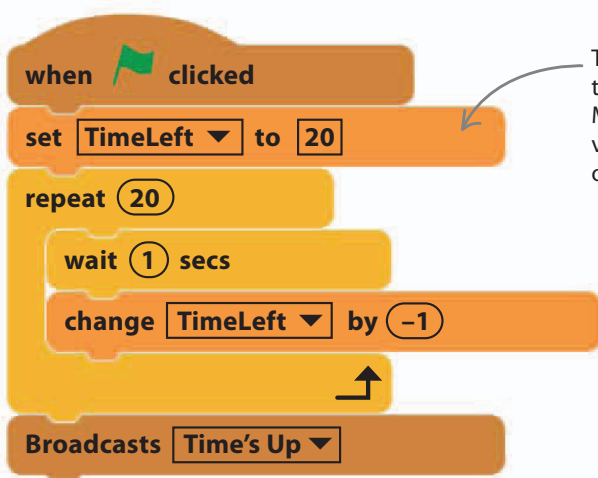 when clicked
set TimeLeft to 20
repeat 20
wait 1 secs
change TimeLeft by –1
Broadcasts Time's Up